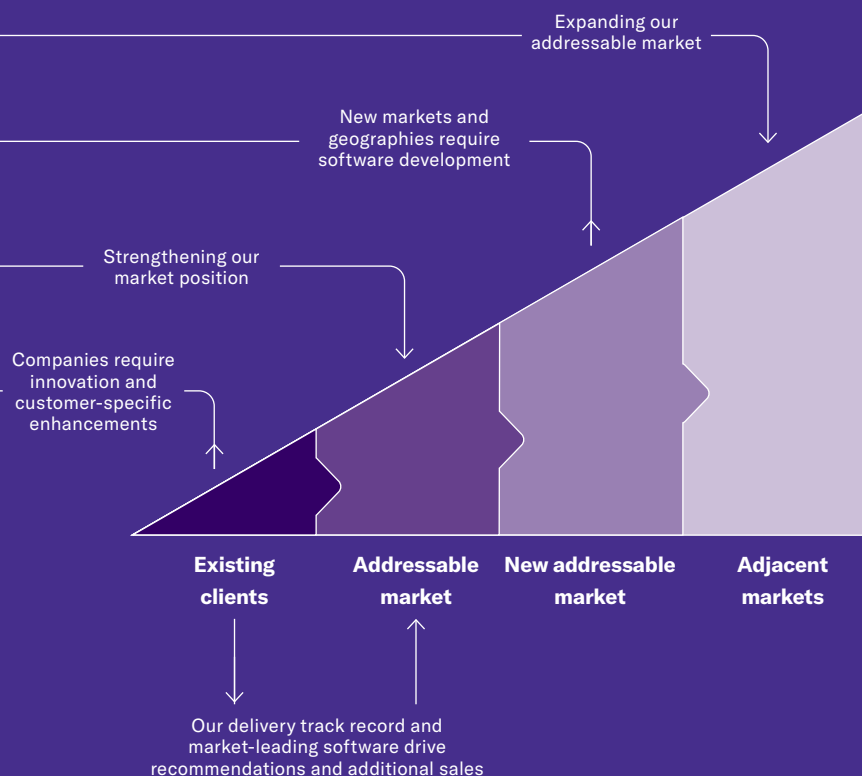 Expanding our
addressable market
New markets and
geographies require
software development
Strengthening our
market position
Companies require
innovation and
customer-specific
enhancements
Existing
clients
Addressable
market
New addressable
market
Adjacent
markets
Our delivery track record and
market-leading software drive
recommendations and additional sales